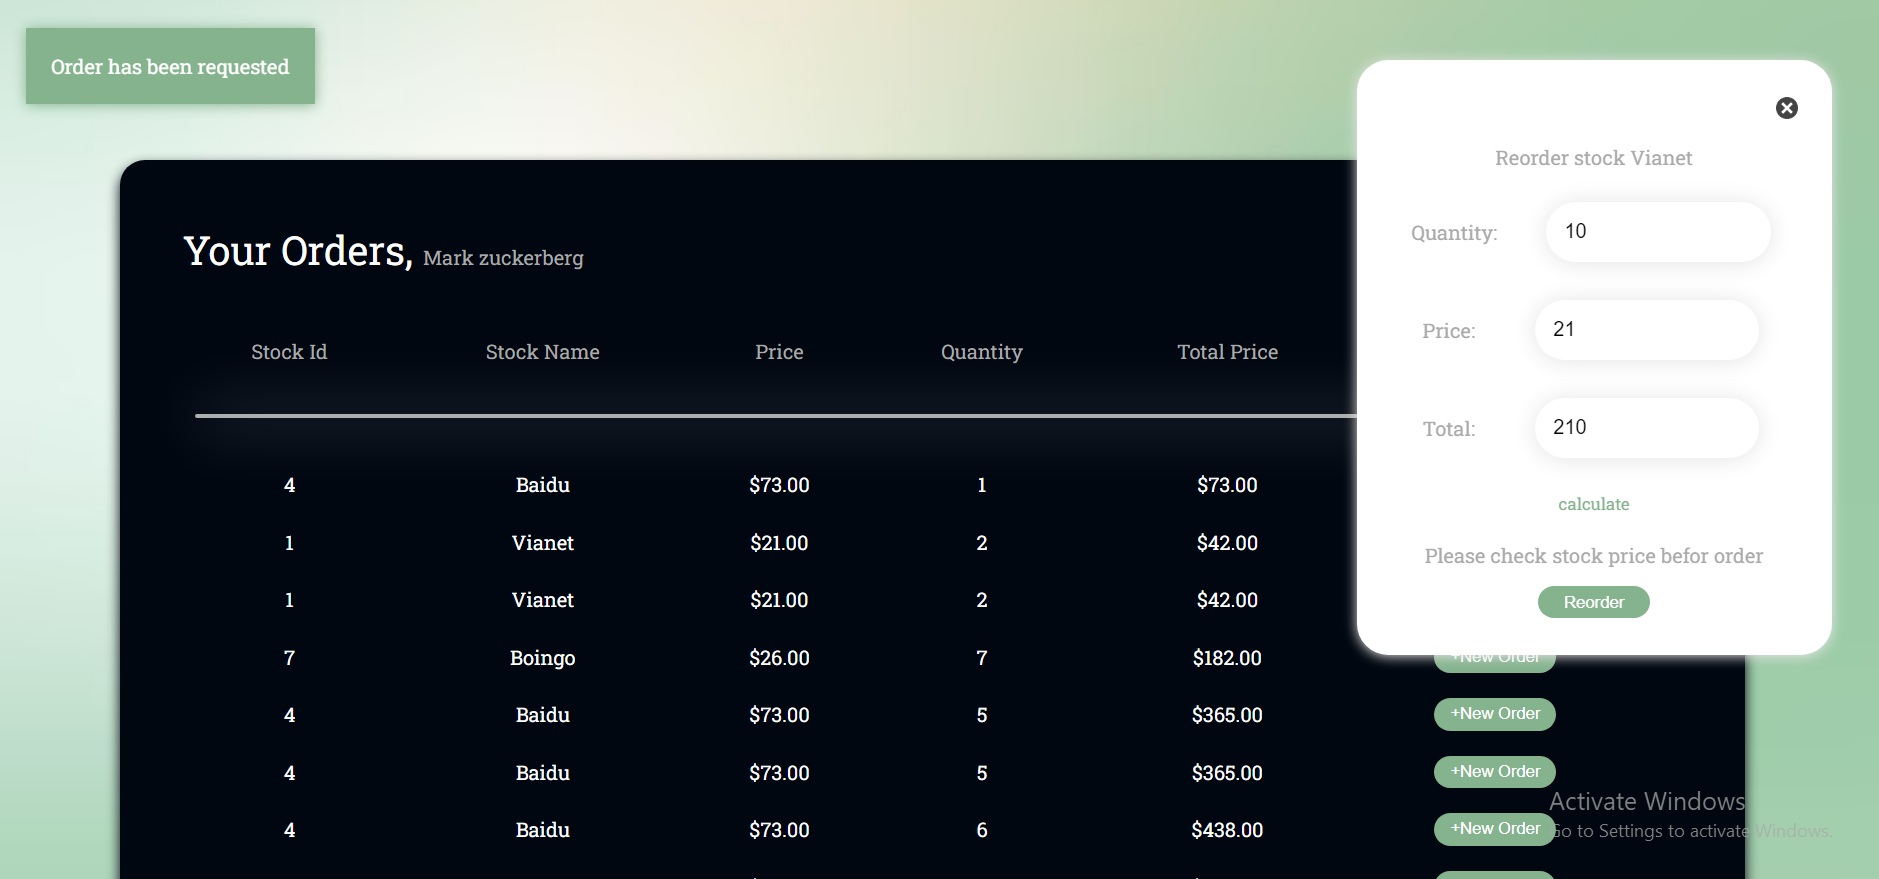 Order has been requested
Your Orders, Mark zuckerberg
Stock Id Stock Name Price Quantity Total Price
4 Baidu $73.00 1 $73.00
1 Vianet $21.00 2 $42.00
1 Vianet $21.00 2 $42.00
7 Boingo $26.00 7 $182.00 +New Order
4 Baidu $73.00 5 $365.00 +New Order
4 Baidu $73.00 5 $365.00 +New Order
4 Baidu $73.00 6 $438.00 +New Order
Reorder stock Vianet
Quantity: 10
Price: 21
Total: 210
calculate
Please check stock price befor order
Reorder
Activate Windows
Go to Settings to activate Windows.